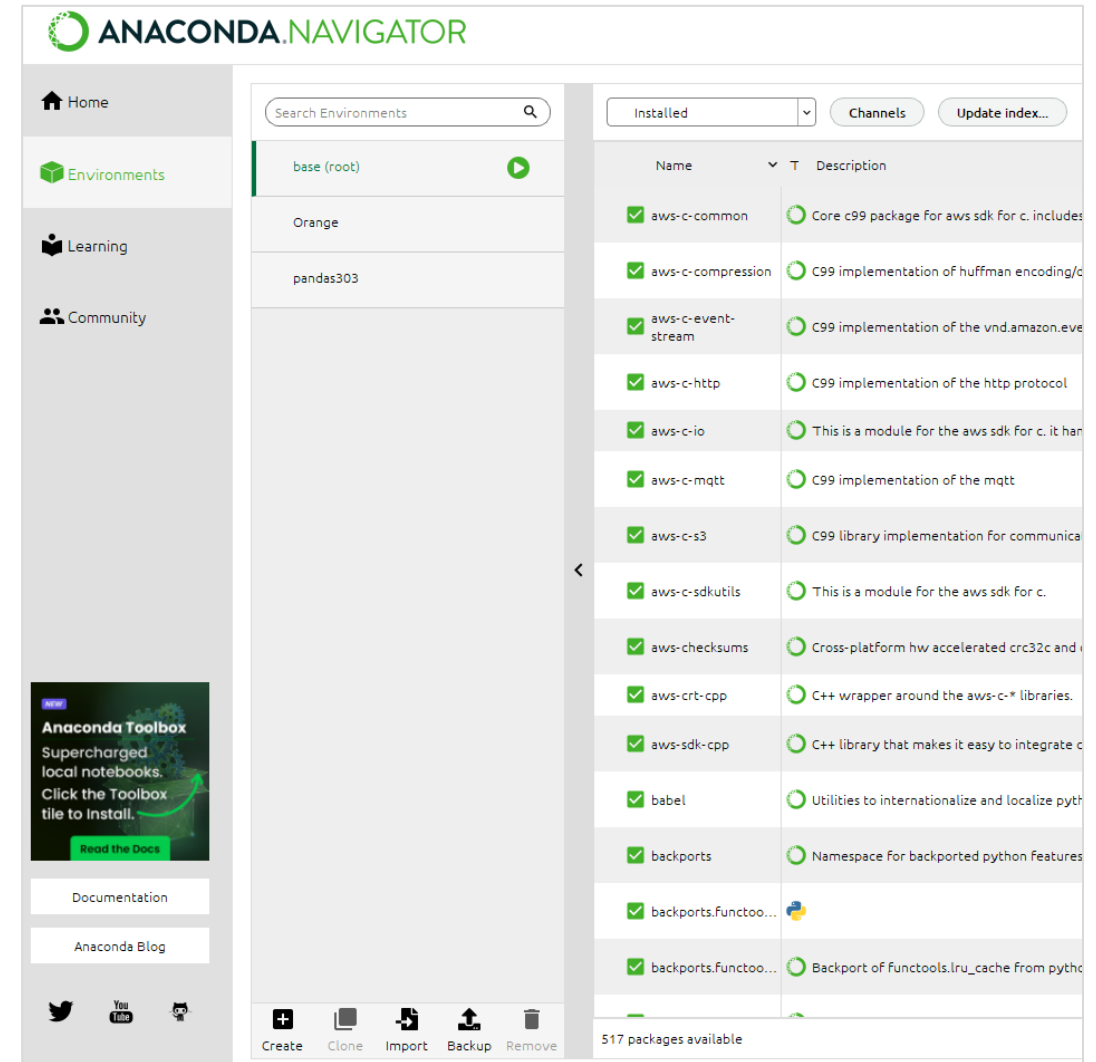 ANACONDA.NAVIGATOR
Home
Environments
Learning
Community
NEW
Anaconda Toolbox
Supercharged
local notebooks.
Click the Toolbox
tile to Install.
Read the Docs
Documentation
Anaconda Blog
You
Tube
Search Environments
base (root)
Orange
pandas303
Create
Clone
Import
Backup
Remove
Installed
Channels
Update index...
Name
T
Description
aws-c-common
Core c99 package for aws sdk for c. includes
aws-c-compression
C99 implementation of huffman encoding/
aws-c-event-
stream
C99 implementation of the vnd.amazon.eve
aws-c-http
C99 implementation of the http protocol
aws-c-io
This is a module for the aws sdk for c. it han
aws-c-mqtt
C99 implementation of the mqtt
aws-c-s3
C99 library implementation for communica
aws-c-sdkutils
This is a module for the aws sdk for c.
aws-checksums
Cross-platform hw accelerated crc32c and
aws-crt-cpp
C++ wrapper around the aws-c-* libraries.
aws-sdk-cpp
C++ library that makes it easy to integrate
babel
Utilities to internationalize and localize pyth
backports
Namespace for backported python features
backports.functoo...
backports.functoo...
Backport of functools.lru_cache from pytho
517 packages available